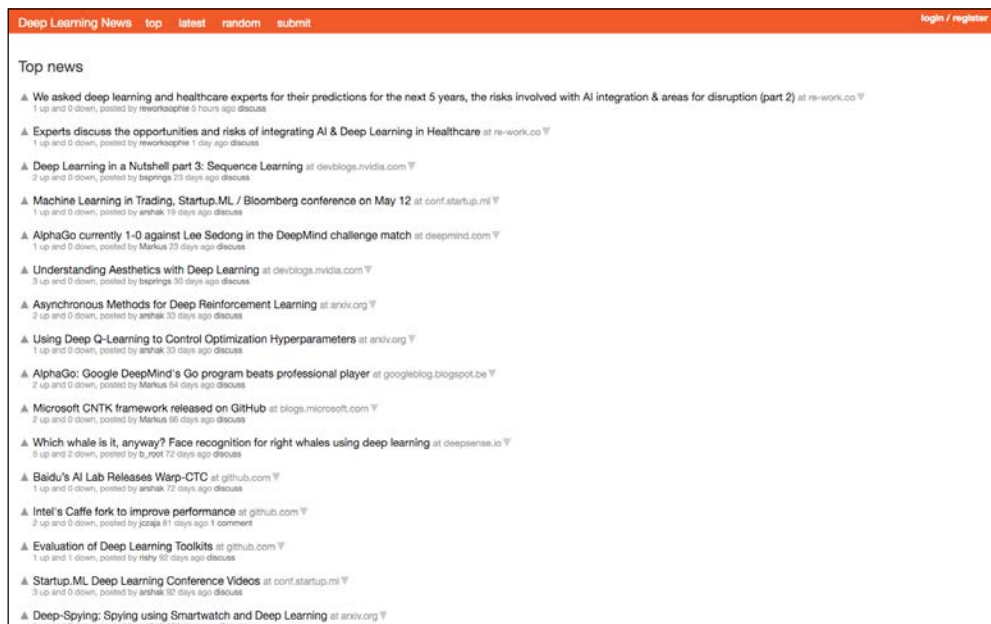 Deep Learning News top latest random submit login / register
Top news
▲ We asked deep learning and healthcare experts for their predictions for the next 5 years, the risks involved with AI integration & areas for disruption (part 2) at re-work.co ▼
1 up and 0 down, posted by reworksophie 5 hours ago discuss
▲ Experts discuss the opportunities and risks of integrating AI & Deep Learning in Healthcare at re-work.co ▼
1 up and 0 down, posted by reworksophie 1 day ago discuss
▲ Deep Learning in a Nutshell part 3: Sequence Learning at devblogs.nvidia.com ▼
2 up and 0 down, posted by bsprings 23 days ago discuss
▲ Machine Learning in Trading, Startup.ML / Bloomberg conference on May 12 at conf.startup.ml ▼
1 up and 0 down, posted by arshak 19 days ago discuss
▲ AlphaGo currently 1-0 against Lee Sedong in the DeepMind challenge match at deepmind.com ▼
1 up and 0 down, posted by Markus 23 days ago discuss
▲ Understanding Aesthetics with Deep Learning at devblogs.nvidia.com ▼
3 up and 0 down, posted by bsprings 30 days ago discuss
▲ Asynchronous Methods for Deep Reinforcement Learning at arxiv.org ▼
2 up and 0 down, posted by arshak 33 days ago discuss
▲ Using Deep Q-Learning to Control Optimization Hyperparameters at arxiv.org ▼
1 up and 0 down, posted by arshak 33 days ago discuss
▲ AlphaGo: Google DeepMind's Go program beats professional player at googleblog.blogspot.be ▼
2 up and 0 down, posted by Markus 64 days ago discuss
▲ Microsoft CNTK framework released on GitHub at blogs.microsoft.com ▼
2 up and 0 down, posted by Markus 66 days ago discuss
▲ Which whale is it, anyway? Face recognition for right whales using deep learning at deepsense.io ▼
5 up and 2 down, posted by b_root 72 days ago discuss
▲ Baidu's AI Lab Releases Warp-CTC at github.com ▼
1 up and 0 down, posted by arshak 72 days ago discuss
▲ Intel's Caffe fork to improve performance at github.com ▼
2 up and 0 down, posted by jczaja 81 days ago 1 comment
▲ Evaluation of Deep Learning Toolkits at github.com ▼
1 up and 1 down, posted by rishy 92 days ago discuss
▲ Startup.ML Deep Learning Conference Videos at conf.startup.ml ▼
3 up and 0 down, posted by arshak 92 days ago discuss
▲ Deep-Spying: Spying using Smartwatch and Deep Learning at arxiv.org ▼